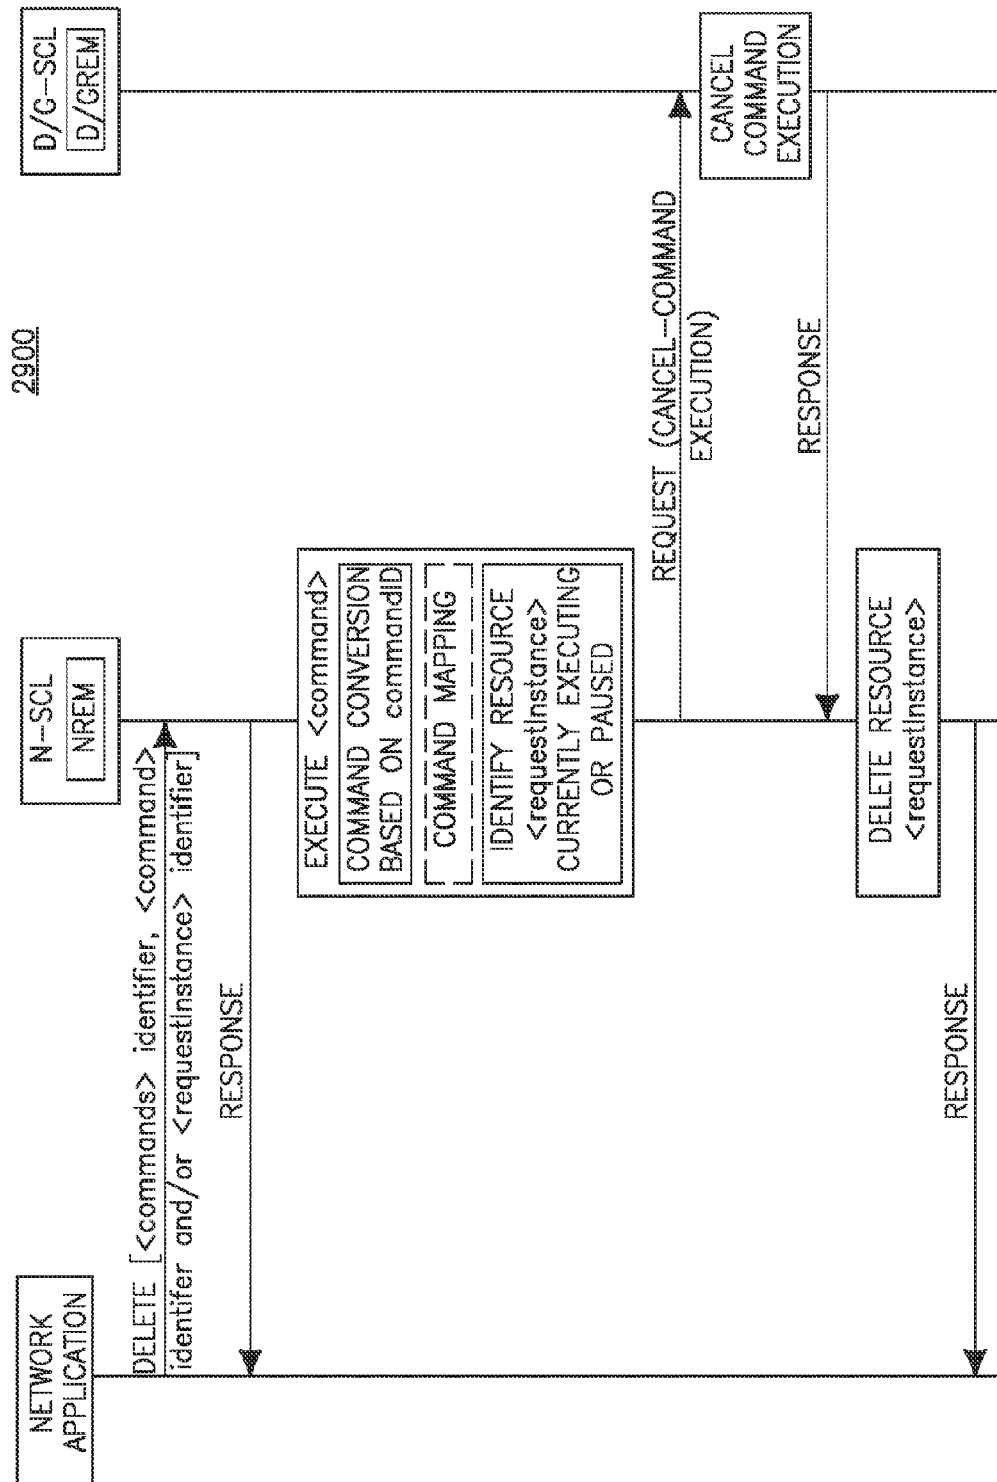 2900
NETWORK
APPLICATION
N-SCL
NREM
D/G-SCL
D/GREM
DELETE [<commands> identifier, <command>
identifer and/or <requestInstance> identifier]
RESPONSE
EXECUTE <command>
COMMAND CONVERSION
BASED ON commandID
COMMAND MAPPING
IDENTIFY RESOURCE
<requestInstance>
CURRENTLY EXECUTING
OR PAUSED
REQUEST (CANCEL-COMMAND
EXECUTION)
CANCEL
COMMAND
EXECUTION
RESPONSE
DELETE RESOURCE
<requestInstance>
RESPONSE